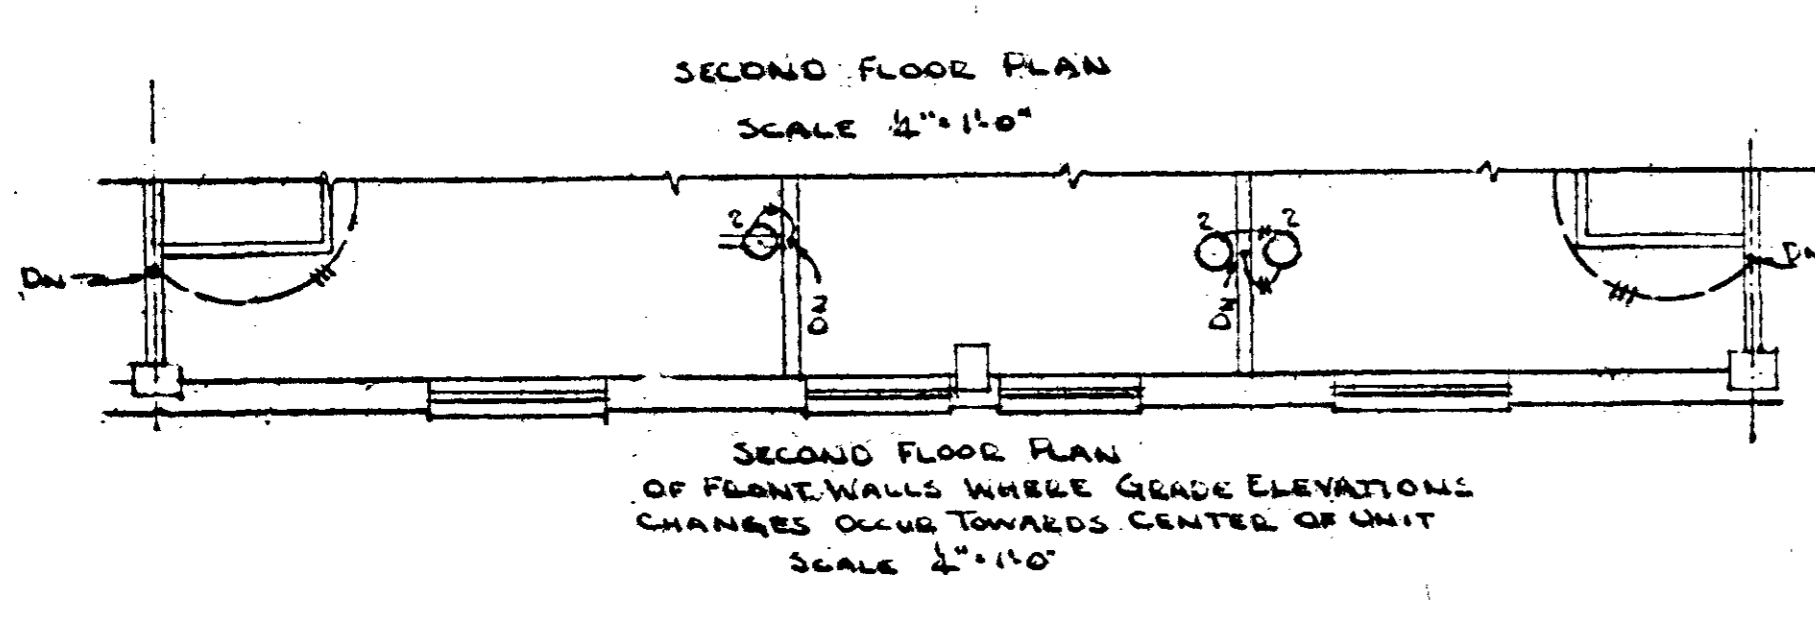 SECOND FLOOR PLAN
SCALE ¼"=1'-0"
2
2 2
DN
DN
DN
DN
SECOND FLOOR PLAN
OF FRONT WALLS WHERE GRADE ELEVATIONS
CHANGES OCCUR TOWARDS CENTER OF UNIT
SCALE ¼"=1'-0"